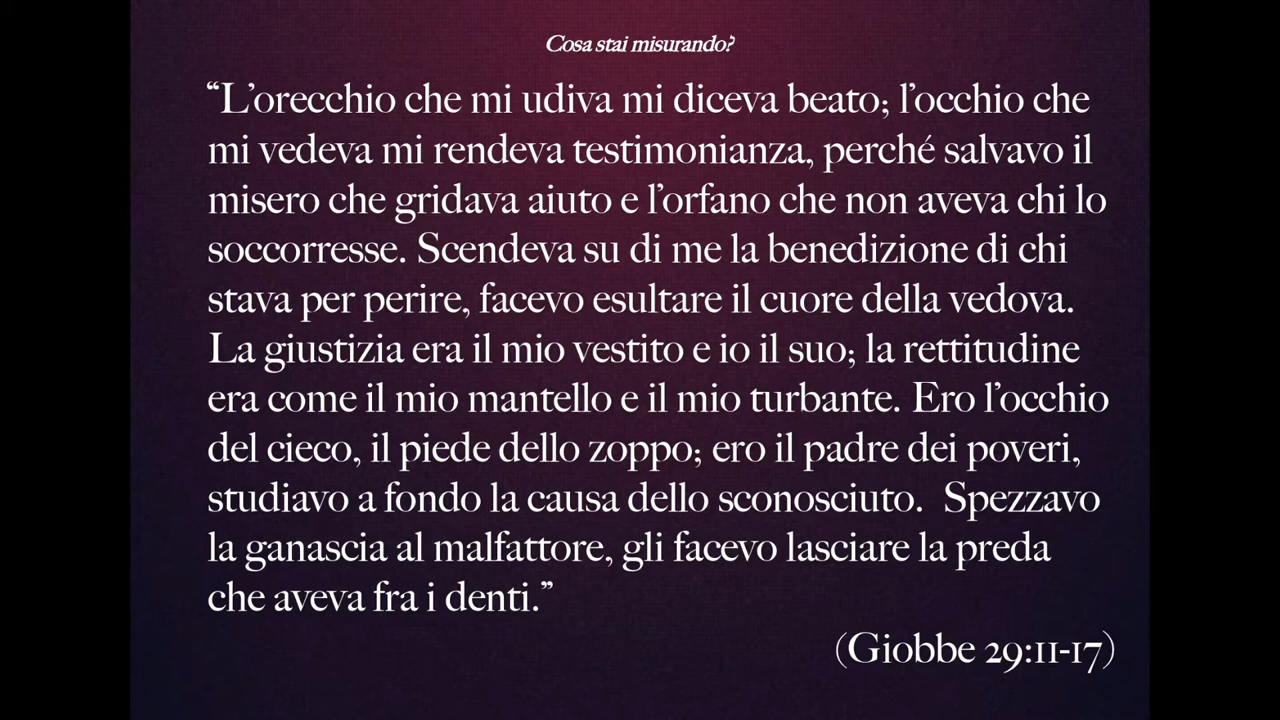 Cosa stai misurando?
“L’orecchio che mi udiva mi diceva beato; l’occhio che
mi vedeva mi rendeva testimonianza, perché salvavo il
misero che gridava aiuto e l’orfano che non aveva chi lo
soccorresse. Scendeva su di me la benedizione di chi
stava per perire, facevo esultare il cuore della vedova.
La giustizia era il mio vestito e io il suo; la rettitudine
era come il mio mantello e il mio turbante. Ero l’occhio
del cieco, il piede dello zoppo; ero il padre dei poveri,
studiavo a fondo la causa dello sconosciuto.  Spezzavo
la ganascia al malfattore, gli facevo lasciare la preda
che aveva fra i denti.”
(Giobbe 29:11-17)